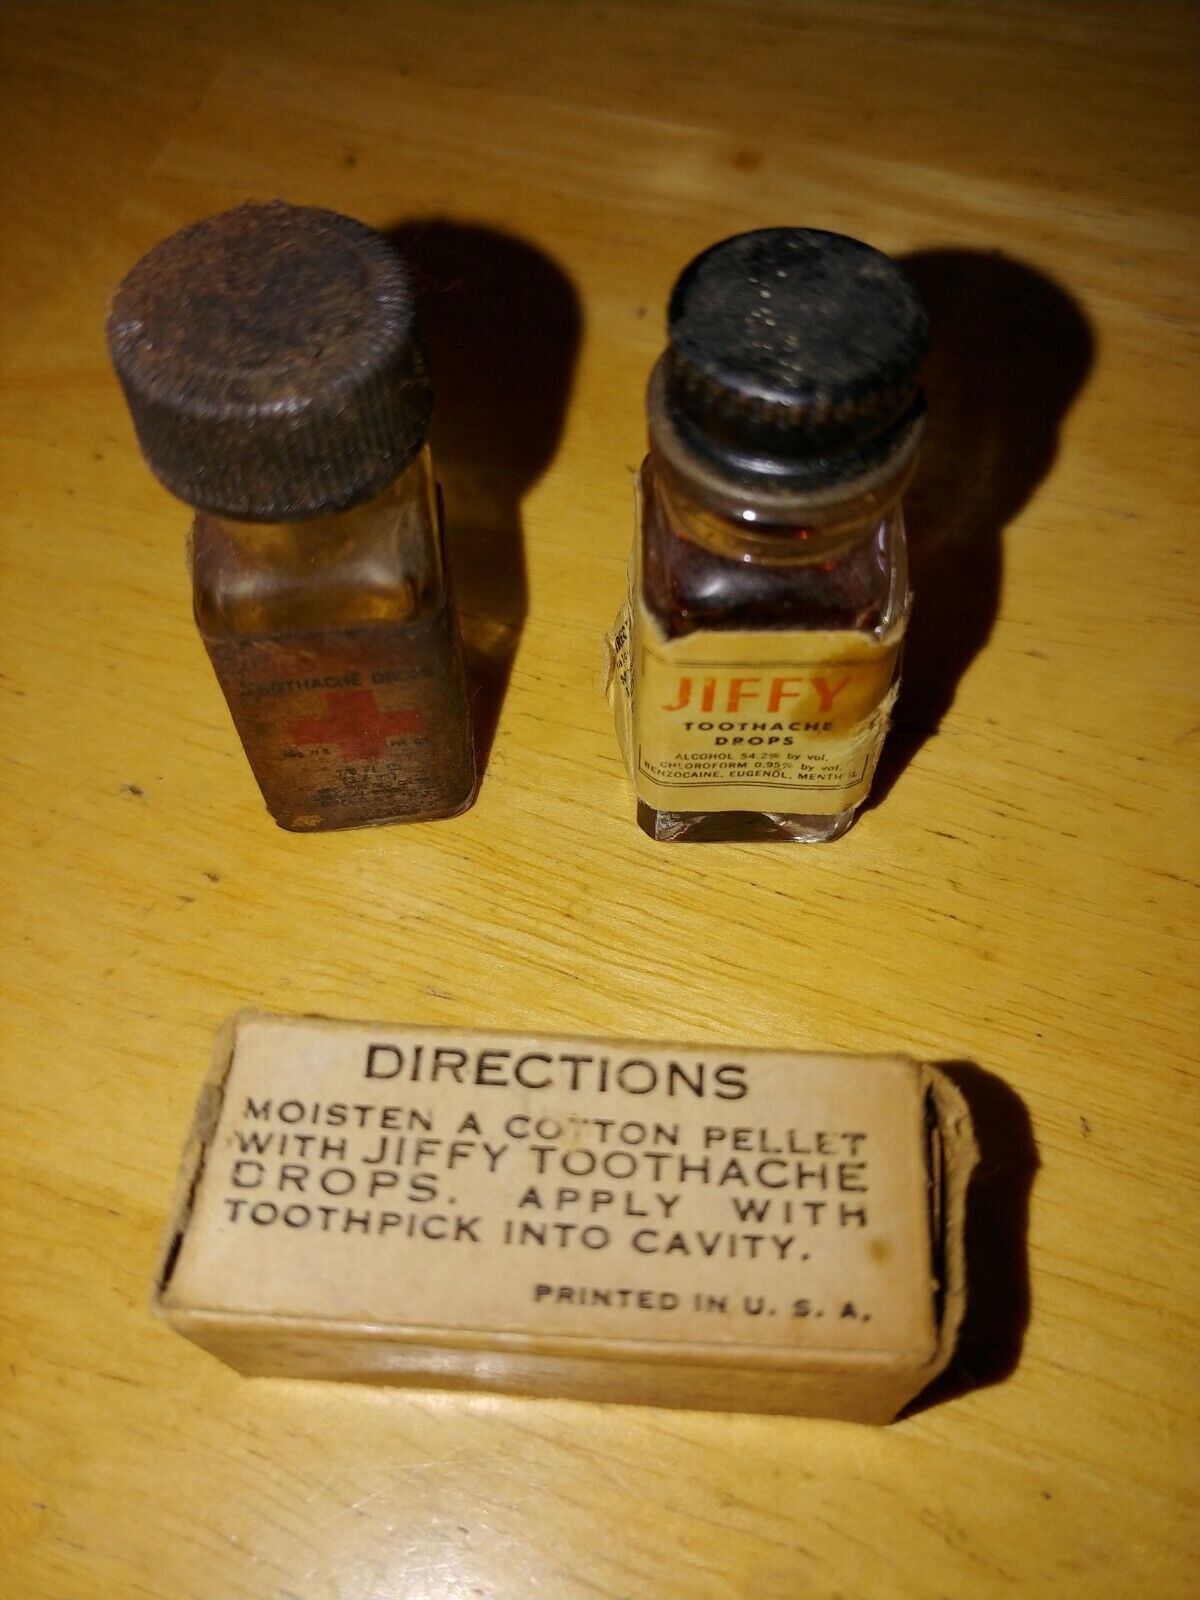 TOOTHACHE DROPS
JIFFY
TOOTHACHE
DROPS
ALCOHOL 54.2% by vol.
CHLOROFORM 0.95% by vol.
BENZOCAINE, EUGENOL, MENTHOL
DIRECTIONS
MOISTEN A COTTON PELLET
WITH JIFFY TOOTHACHE
DROPS. APPLY WITH
TOOTHPICK INTO CAVITY.
PRINTED IN U. S. A.